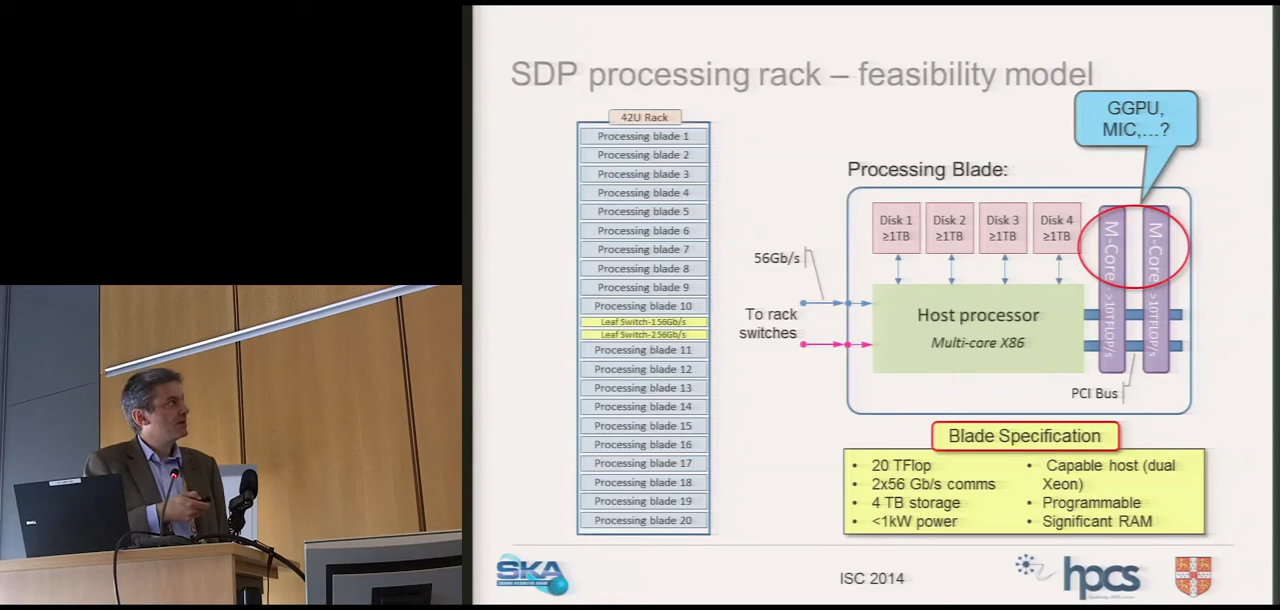 SDP processing rack – feasibility model
42U Rack
Processing blade 1
Processing blade 2
Processing blade 3
Processing blade 4
Processing blade 5
Processing blade 6
Processing blade 7
Processing blade 8
Processing blade 9
Processing blade 10
Leaf Switch-1 56Gb/s
Leaf Switch-2 56Gb/s
Processing blade 11
Processing blade 12
Processing blade 13
Processing blade 14
Processing blade 15
Processing blade 16
Processing blade 17
Processing blade 18
Processing blade 19
Processing blade 20
GGPU,
MIC,...?
Processing Blade:
Disk 1
≥1TB
Disk 2
≥1TB
Disk 3
≥1TB
Disk 4
≥1TB
M-Core >10TFLOP/s
M-Core >10TFLOP/s
56Gb/s
To rack
switches
Host processor
Multi-core X86
PCI Bus
Blade Specification
• 20 TFlop
• 2x56 Gb/s comms
• 4 TB storage
• <1kW power
• Capable host (dual
Xeon)
• Programmable
• Significant RAM
SKA
ISC 2014
hpcs
DELL